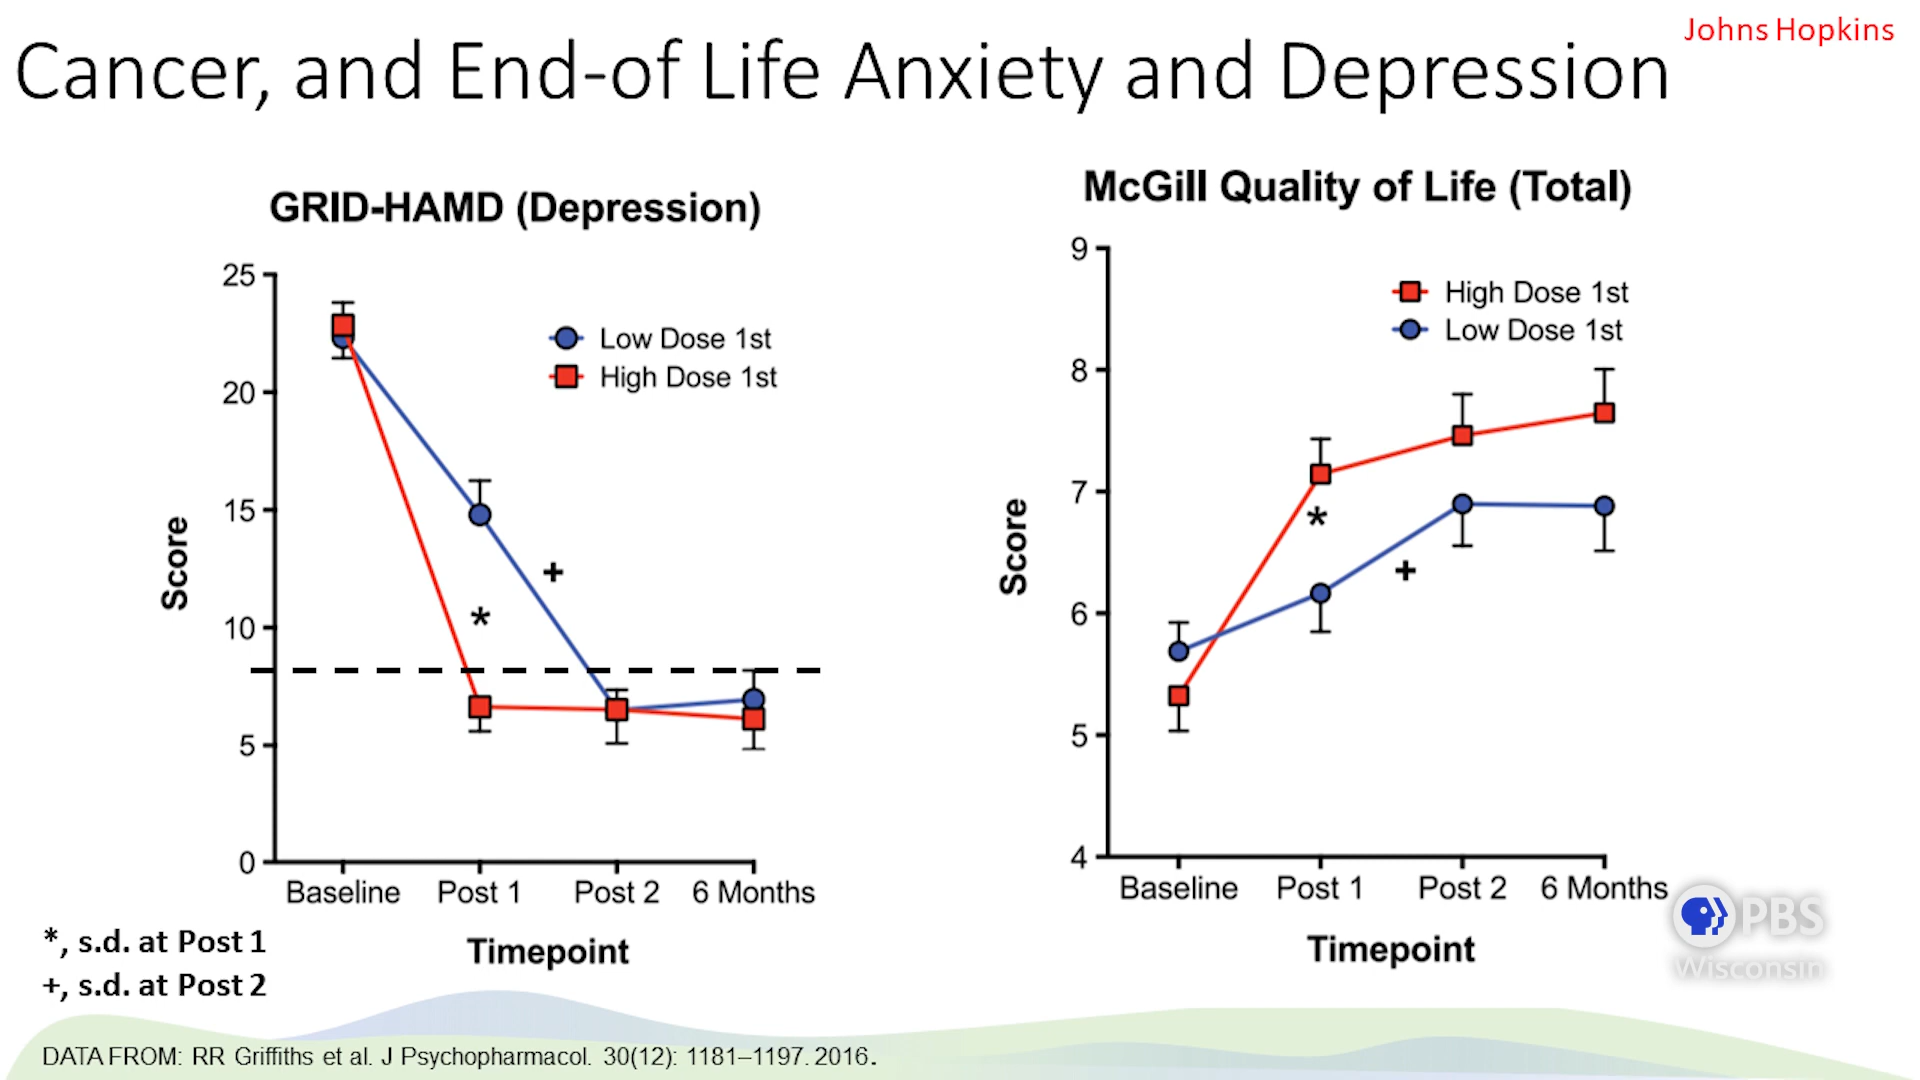 Johns Hopkins
Cancer, and End-of Life Anxiety and Depression
GRID-HAMD (Depression)
25
20
15
10
5
0
Score
Low Dose 1st
High Dose 1st
+
*
Baseline
Post 1
Post 2
6 Months
Timepoint
McGill Quality of Life (Total)
9
8
7
6
5
4
Score
High Dose 1st
Low Dose 1st
*
+
Baseline
Post 1
Post 2
6 Months
Timepoint
*, s.d. at Post 1
+, s.d. at Post 2
PBS
Wisconsin
DATA FROM: RR Griffiths et al. J Psychopharmacol. 30(12): 1181–1197. 2016.